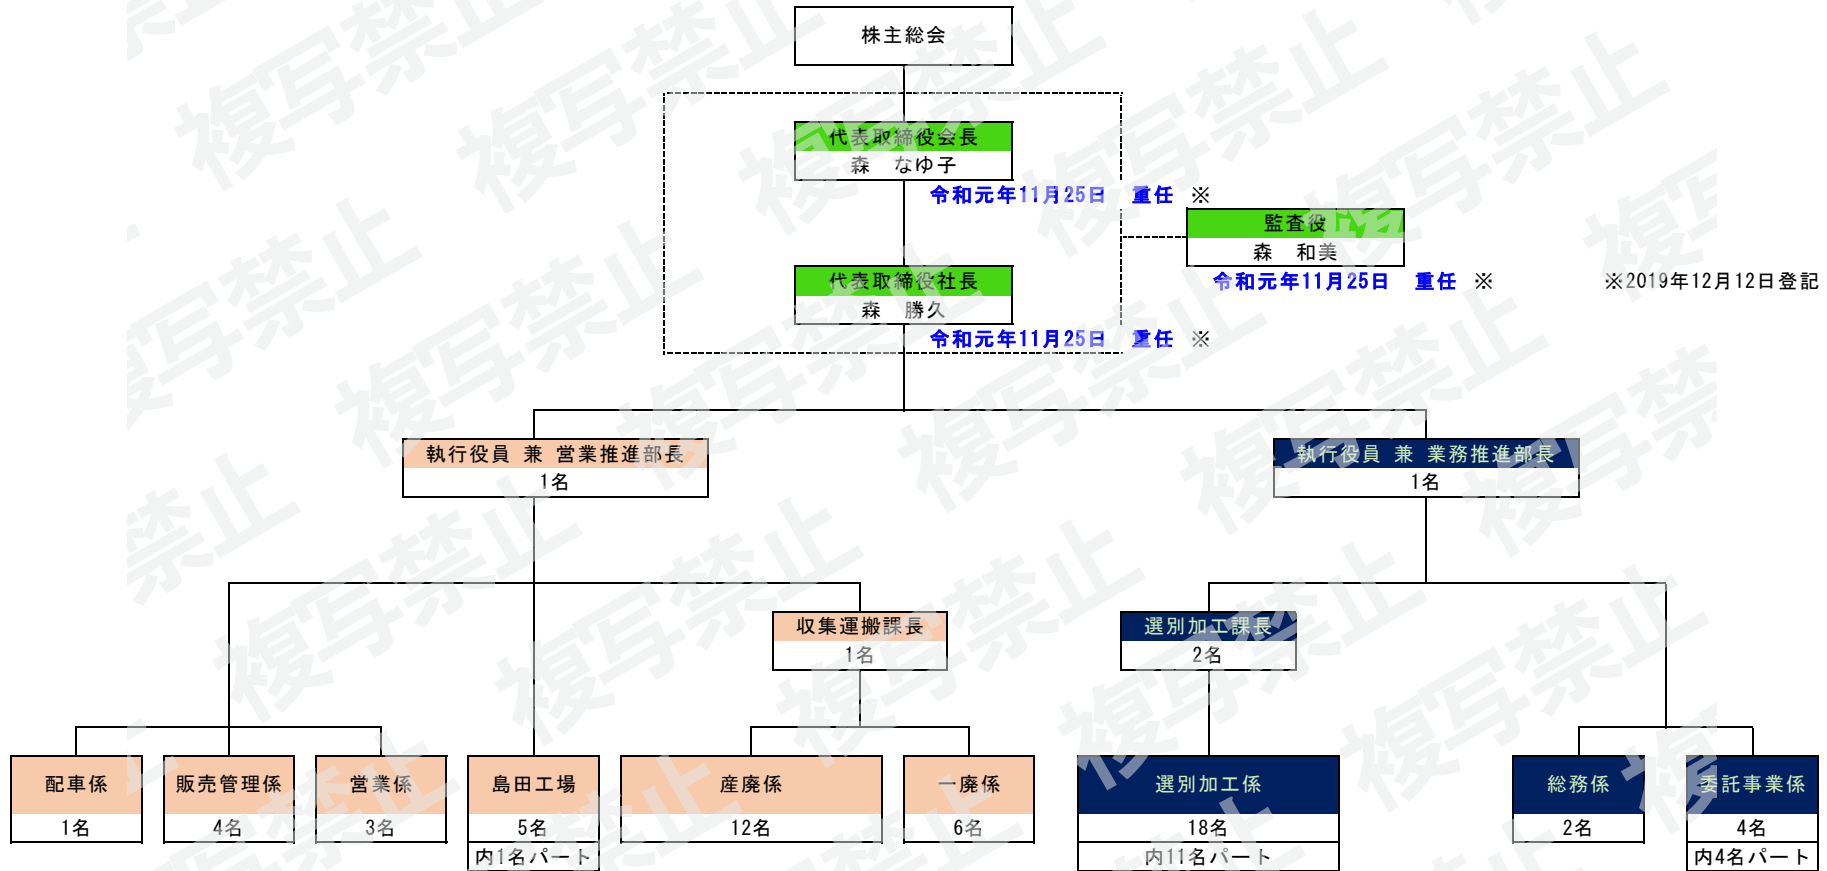 株主総会
代表取締役会長
森　なゆ子
令和元年11月25日　重任 ※
監査役
森　和美
令和元年11月25日　重任 ※
※2019年12月12日登記
代表取締役社長
森　勝久
令和元年11月25日　重任 ※
執行役員 兼 営業推進部長
1名
執行役員 兼 業務推進部長
1名
収集運搬課長
1名
選別加工課長
2名
配車係
1名
販売管理係
4名
営業係
3名
島田工場
5名
内1名パート
産廃係
12名
一廃係
6名
選別加工係
18名
内11名パート
総務係
2名
委託事業係
4名
内4名パート
複写禁止